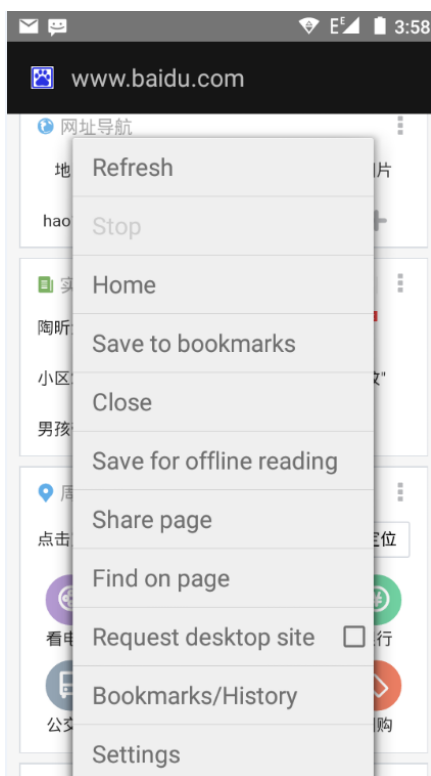 E 3:58
www.baidu.com
网址导航
地
片
Refresh
hao
Stop
Home
陶昕
Save to bookmarks
小区
"
Close
男孩
Save for offline reading
点击
定位
Share page
Find on page
看电
行
Request desktop site
Bookmarks/History
公交
购
Settings